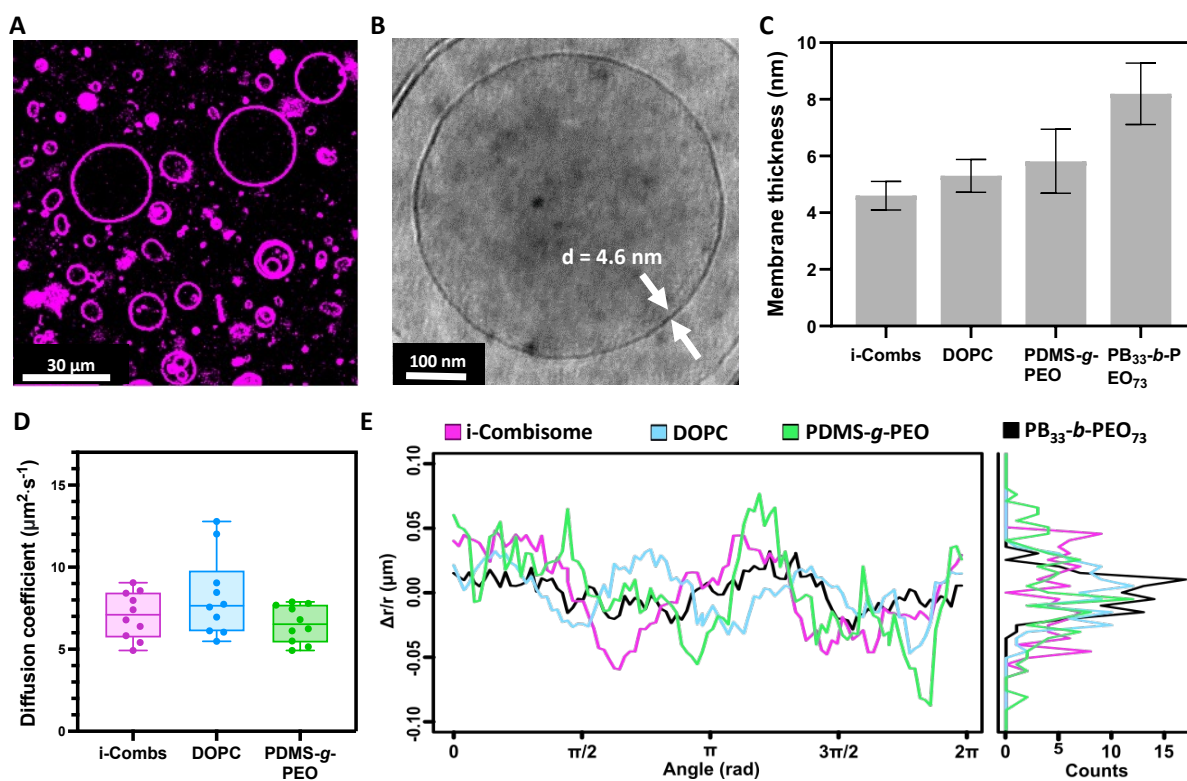 A
30 µm
B
d = 4.6 nm
100 nm
C
Membrane thickness (nm)
10
8
6
4
2
0
i-Combs
DOPC
PDMS-g-
PEO
PB33-b-P
EO73
D
Diffusion coefficient (µm²·s⁻¹)
15
10
5
0
i-Combs
DOPC
PDMS-g-
PEO
E
i-Combisome
DOPC
PDMS-g-PEO
PB33-b-PEO73
Δr/r (µm)
0.10
0.05
0.00
-0.05
-0.10
0
π/2
π
3π/2
2π
Angle (rad)
0
5
10
15
Counts